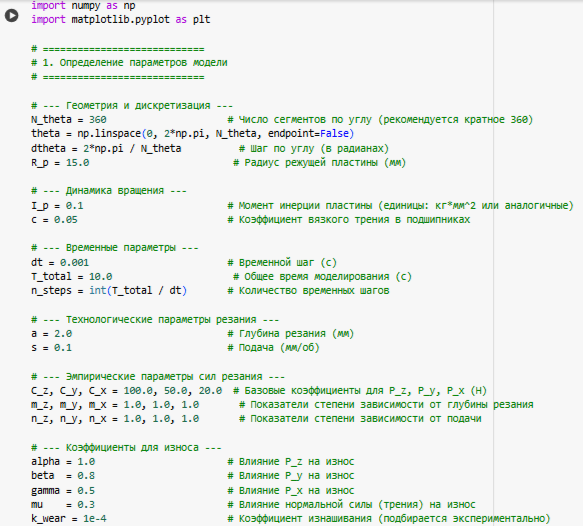 import numpy as np
import matplotlib.pyplot as plt
# ============================
# 1. Определение параметров модели
# ============================
# --- Геометрия и дискретизация ---
N_theta = 360 # Число сегментов по углу (рекомендуется кратное 360)
theta = np.linspace(0, 2*np.pi, N_theta, endpoint=False)
dtheta = 2*np.pi / N_theta # Шаг по углу (в радианах)
R_p = 15.0 # Радиус режущей пластины (мм)
# --- Динамика вращения ---
I_p = 0.1 # Момент инерции пластины (единицы: кг*мм^2 или аналогичные)
c = 0.05 # Коэффициент вязкого трения в подшипниках
# --- Временные параметры ---
dt = 0.001 # Временной шаг (с)
T_total = 10.0 # Общее время моделирования (с)
n_steps = int(T_total / dt) # Количество временных шагов
# --- Технологические параметры резания ---
a = 2.0 # Глубина резания (мм)
s = 0.1 # Подача (мм/об)
# --- Эмпирические параметры сил резания ---
C_z, C_y, C_x = 100.0, 50.0, 20.0 # Базовые коэффициенты для P_z, P_y, P_x (Н)
m_z, m_y, m_x = 1.0, 1.0, 1.0 # Показатели степени зависимости от глубины резания
n_z, n_y, n_x = 1.0, 1.0, 1.0 # Показатели степени зависимости от подачи
# --- Коэффициенты для износа ---
alpha = 1.0 # Влияние P_z на износ
beta = 0.8 # Влияние P_y на износ
gamma = 0.5 # Влияние P_x на износ
mu = 0.3 # Влияние нормальной силы (трения) на износ
k_wear = 1e-4 # Коэффициент изнашивания (подбирается экспериментально)